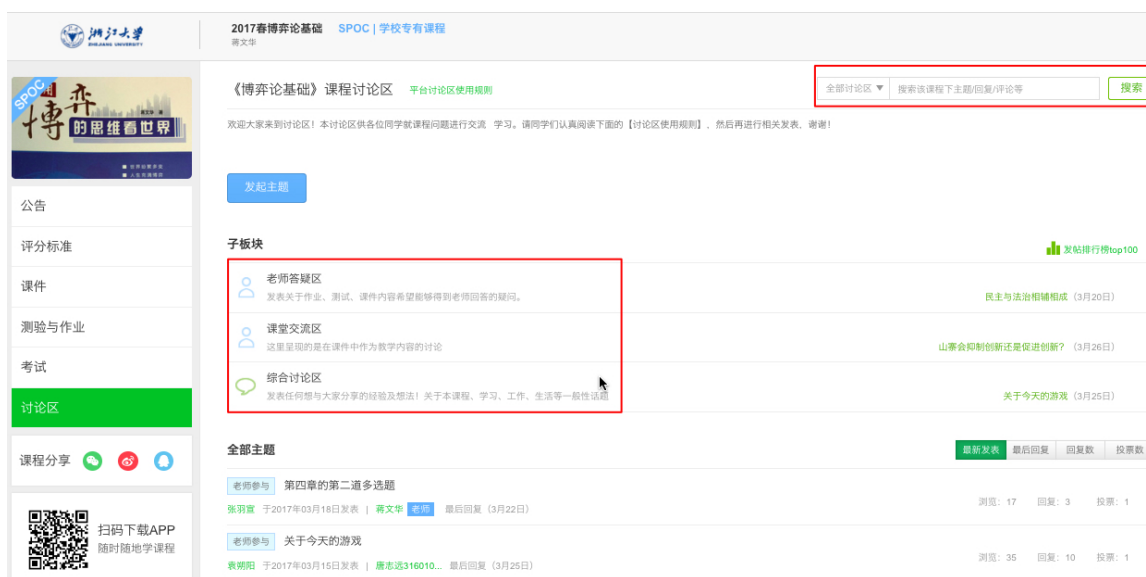 浙江大学
ZHEJIANG UNIVERSITY
2017春博弈论基础 SPOC | 学校专有课程
蒋文华
SPOC
博弈
的思维看世界
《博弈论基础》课程讨论区 平台讨论区使用规则
全部讨论区 ▼ 搜索该课程下主题/回复/评论等 搜索
欢迎大家来到讨论区！本讨论区供各位同学就课程问题进行交流 学习。请同学们认真阅读下面的【讨论区使用规则】，然后再进行相关发表，谢谢！
发起主题
公告
评分标准
课件
测验与作业
考试
讨论区
课程分享
扫码下载APP
随时随地学课程
子板块 发帖排行榜top100
老师答疑区
发表关于作业、测试、课件内容希望能够得到老师回答的疑问。 民主与法治相辅相成（3月20日）
课堂交流区
这里呈现的是在课件中作为教学内容的讨论 山寨会抑制创新还是促进创新？（3月26日）
综合讨论区
发表任何想与大家分享的经验及想法！关于本课程、学习、工作、生活等一般性话题 关于今天的游戏（3月25日）
全部主题 最新发表 最后回复 回复数 投票数
老师参与 第四章的第二道多选题
张羽宣 于2017年03月18日发表 | 蒋文华 老师 最后回复（3月22日） 浏览：17 回复：3 投票：1
老师参与 关于今天的游戏
袁朔阳 于2017年03月15日发表 | 唐志远316010... 最后回复（3月25日） 浏览：35 回复：10 投票：1